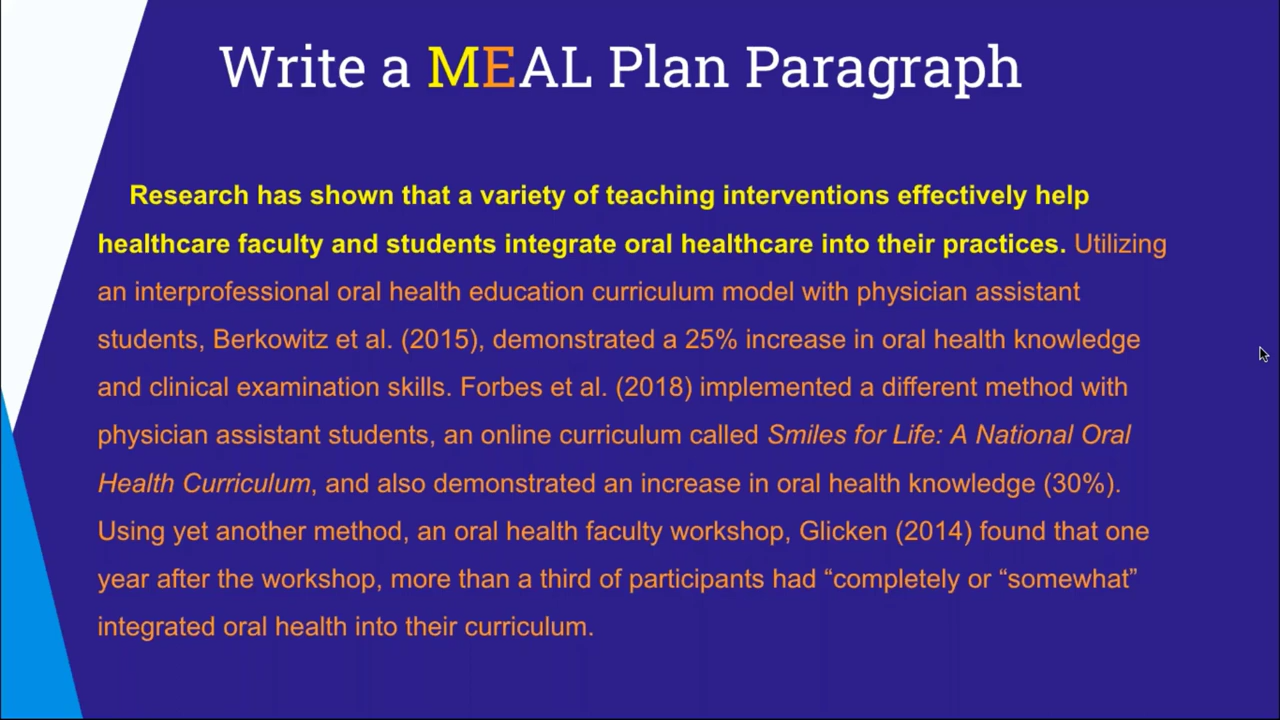 Write a MEAL Plan Paragraph
Research has shown that a variety of teaching interventions effectively help
healthcare faculty and students integrate oral healthcare into their practices. Utilizing
an interprofessional oral health education curriculum model with physician assistant
students, Berkowitz et al. (2015), demonstrated a 25% increase in oral health knowledge
and clinical examination skills. Forbes et al. (2018) implemented a different method with
physician assistant students, an online curriculum called Smiles for Life: A National Oral
Health Curriculum, and also demonstrated an increase in oral health knowledge (30%).
Using yet another method, an oral health faculty workshop, Glicken (2014) found that one
year after the workshop, more than a third of participants had “completely or “somewhat”
integrated oral health into their curriculum.